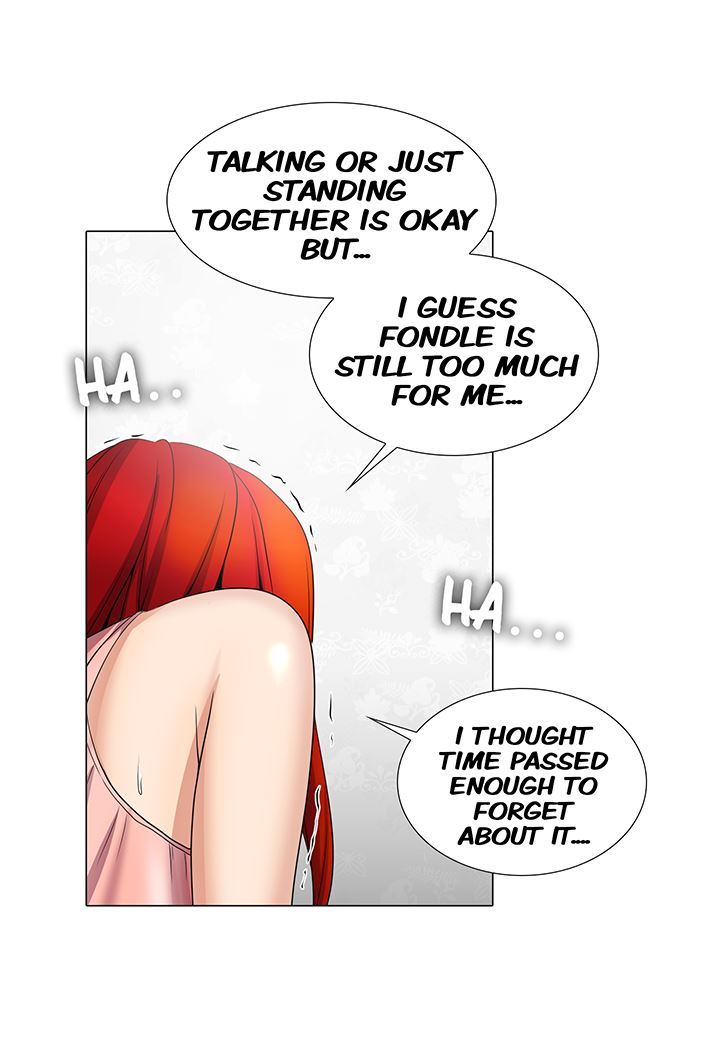 TALKING OR JUST
STANDING
TOGETHER IS OKAY
BUT...
I GUESS
FONDLE IS
STILL TOO MUCH
FOR ME...
HA..
HA...
I THOUGHT
TIME PASSED
ENOUGH TO
FORGET
ABOUT IT....